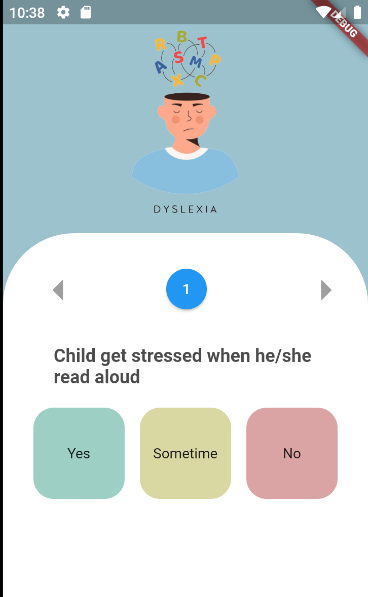 10:38
DEBUG
R B T
A S M P
X C
DYSLEXIA
1
Child get stressed when he/she
read aloud
Yes Sometime No